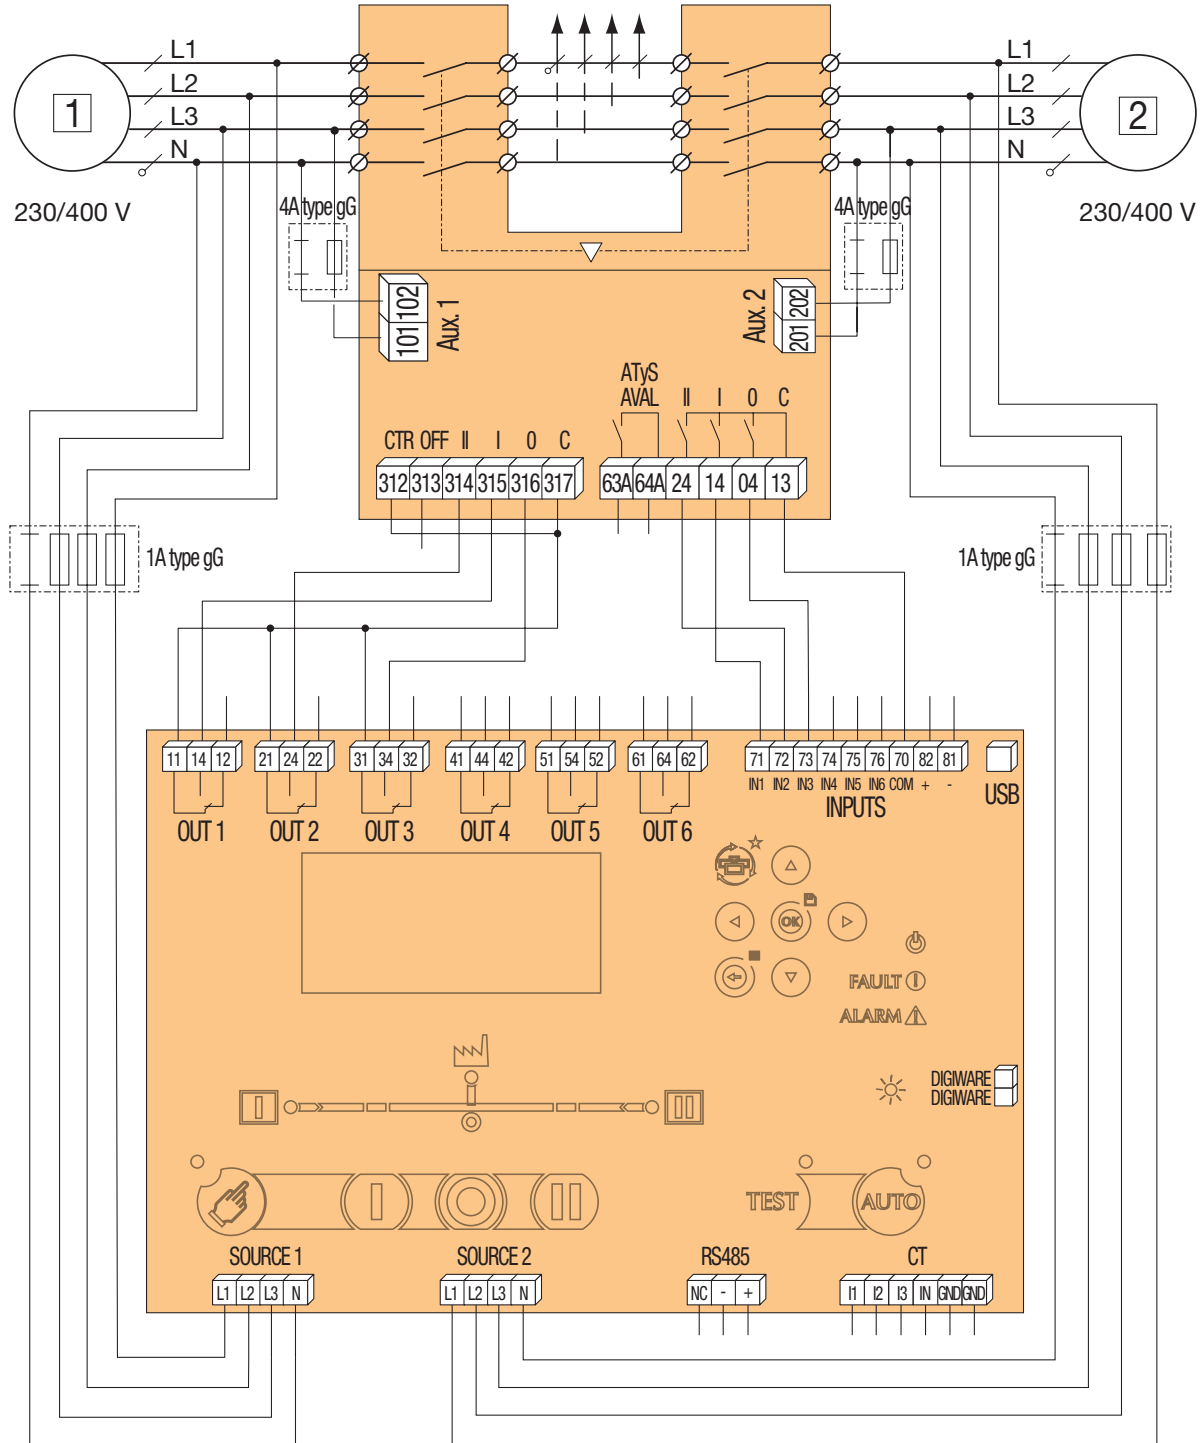 L1 L1
L2 L2
1 L3 L3 2
N N
230/400 V 4A type gG 4A type gG 230/400 V
102 101 Aux. 1 Aux. 2 202 201
ATyS
AVAL II I 0 C
CTR OFF II I 0 C
312 313 314 315 316 317 63A 64A 24 14 04 13
1A type gG 1A type gG
11 14 12 21 24 22 31 34 32 41 44 42 51 54 52 61 64 62 71 72 73 74 75 76 70 82 81
IN1 IN2 IN3 IN4 IN5 IN6 COM + -
OUT 1 OUT 2 OUT 3 OUT 4 OUT 5 OUT 6 INPUTS USB
OK
FAULT
ALARM
DIGIWARE
DIGIWARE
I II
I II TEST AUTO
SOURCE 1 SOURCE 2 RS485 CT
L1 L2 L3 N L1 L2 L3 N NC - + I1 I2 I3 IN GND GND